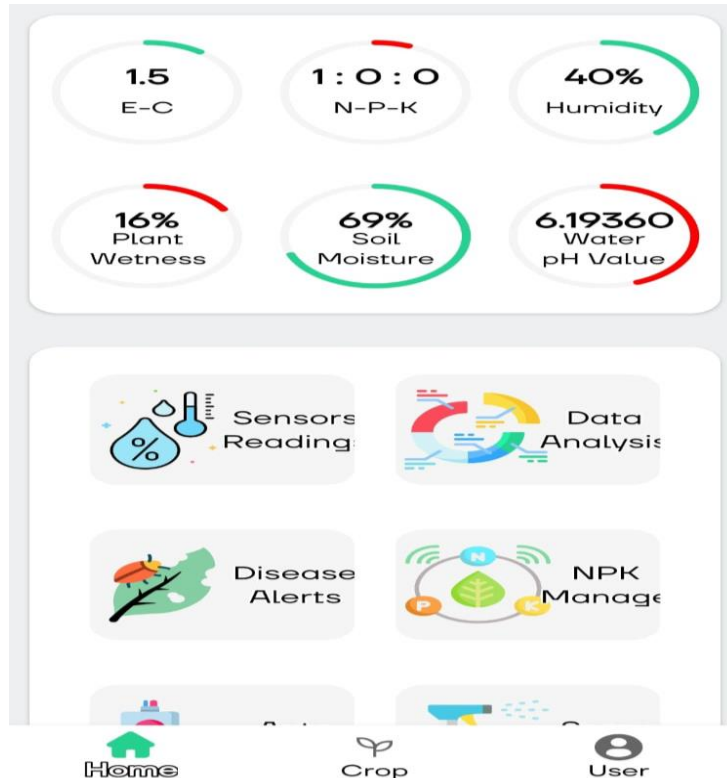 1.5
E-C
1 : 0 : 0
N-P-K
40%
Humidity
16%
Plant
Wetness
69%
Soil
Moisture
6.19360
Water
pH Value
%
Sensors
Reading
Data
Analysis
Disease
Alerts
N
P
K
NPK
Manage
Home
Crop
User